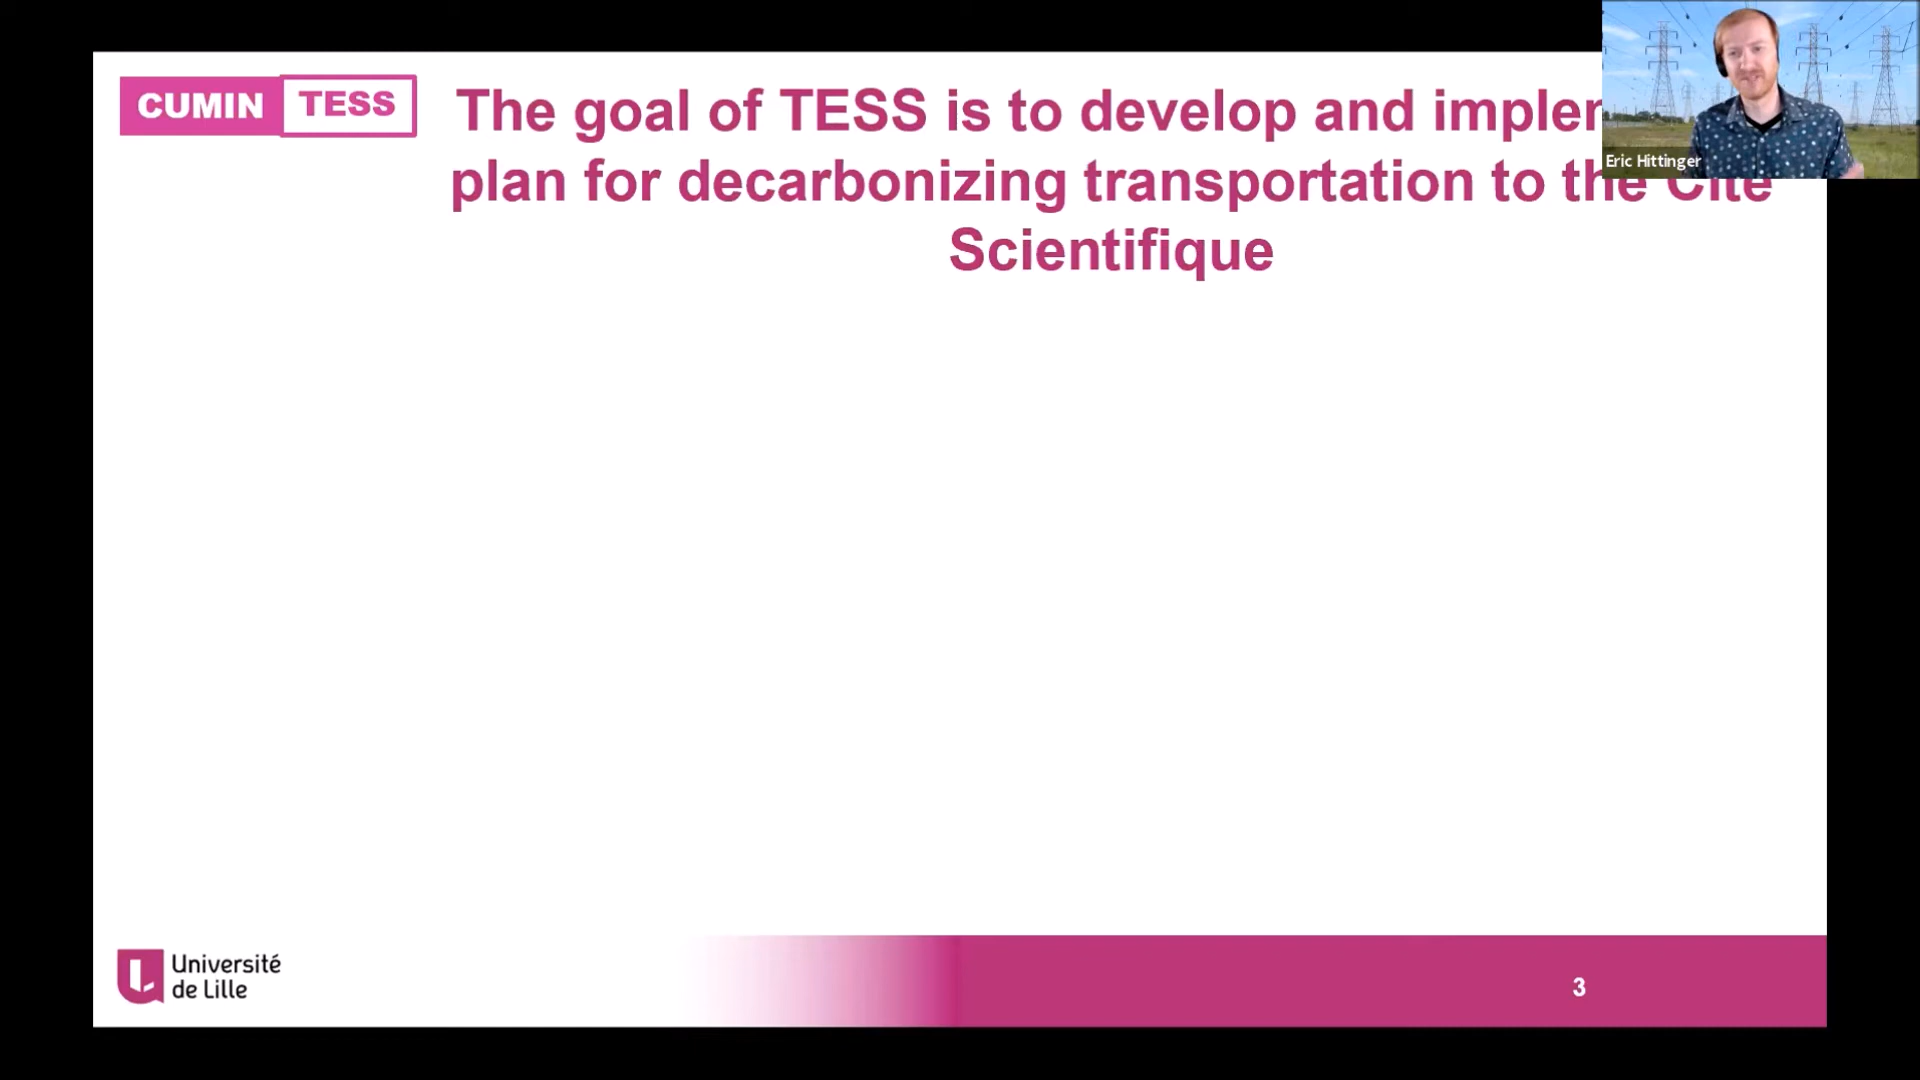 CUMIN TESS
The goal of TESS is to develop and
plan for decarbonizing transportation to the Cité
Scientifique
Eric Hittinger
Université
de Lille
3